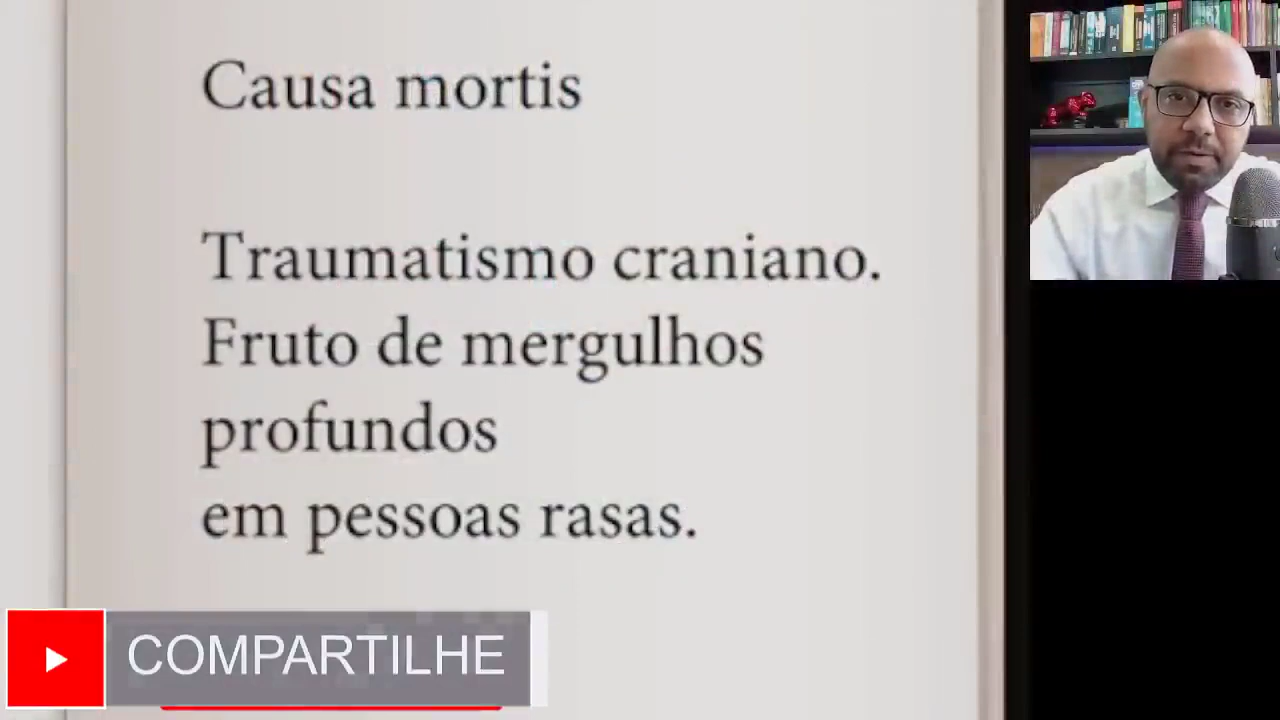 Causa mortis
Traumatismo craniano.
Fruto de mergulhos
profundos
em pessoas rasas.
COMPARTILHE